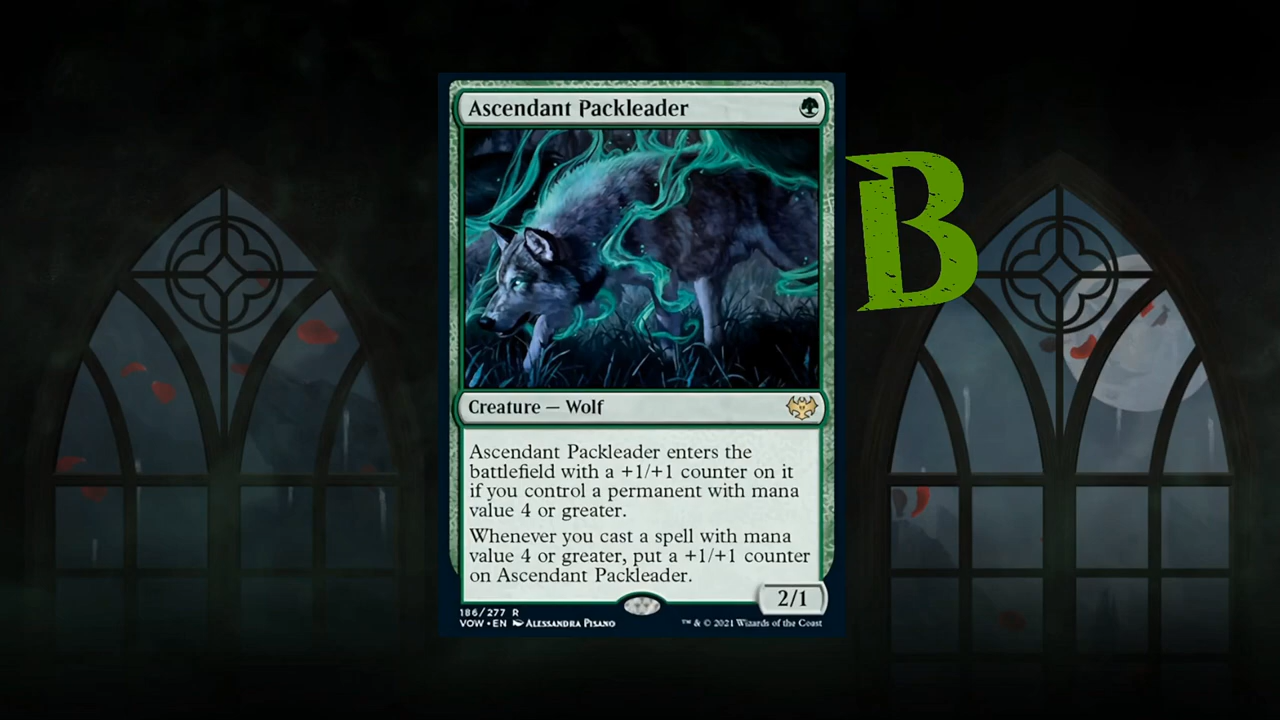 Ascendant Packleader
B
Creature — Wolf
Ascendant Packleader enters the
battlefield with a +1/+1 counter on it
if you control a permanent with mana
value 4 or greater.
Whenever you cast a spell with mana
value 4 or greater, put a +1/+1 counter
on Ascendant Packleader.
2/1
186/277 R
VOW • EN Alessandra Pisano
™ & © 2021 Wizards of the Coast